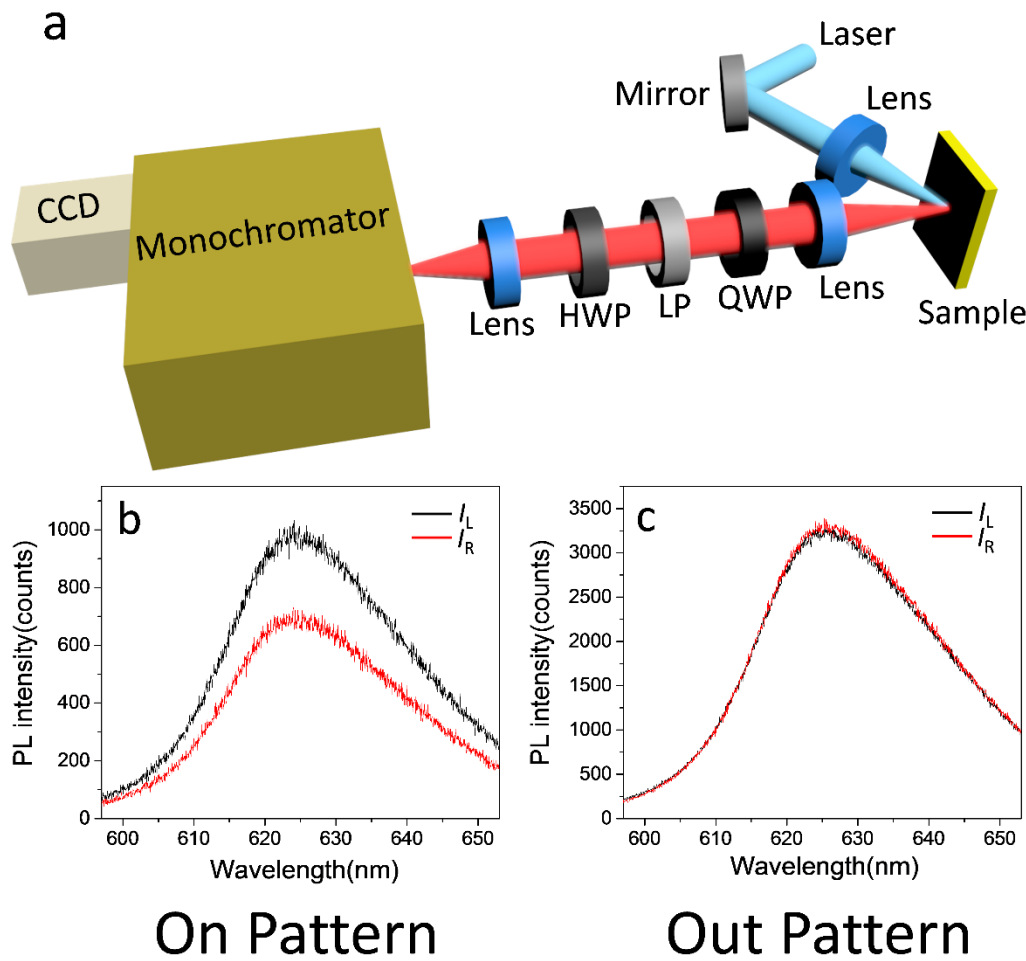 a
Laser
Mirror
Lens
CCD
Monochromator
Lens
HWP
LP
QWP
Lens
Sample
b
I_L
I_R
PL intensity(counts)
1000
800
600
400
200
0
600 610 620 630 640 650
Wavelength(nm)
On Pattern
c
I_L
I_R
PL intensity(counts)
3500
3000
2500
2000
1500
1000
500
0
600 610 620 630 640 650
Wavelength(nm)
Out Pattern